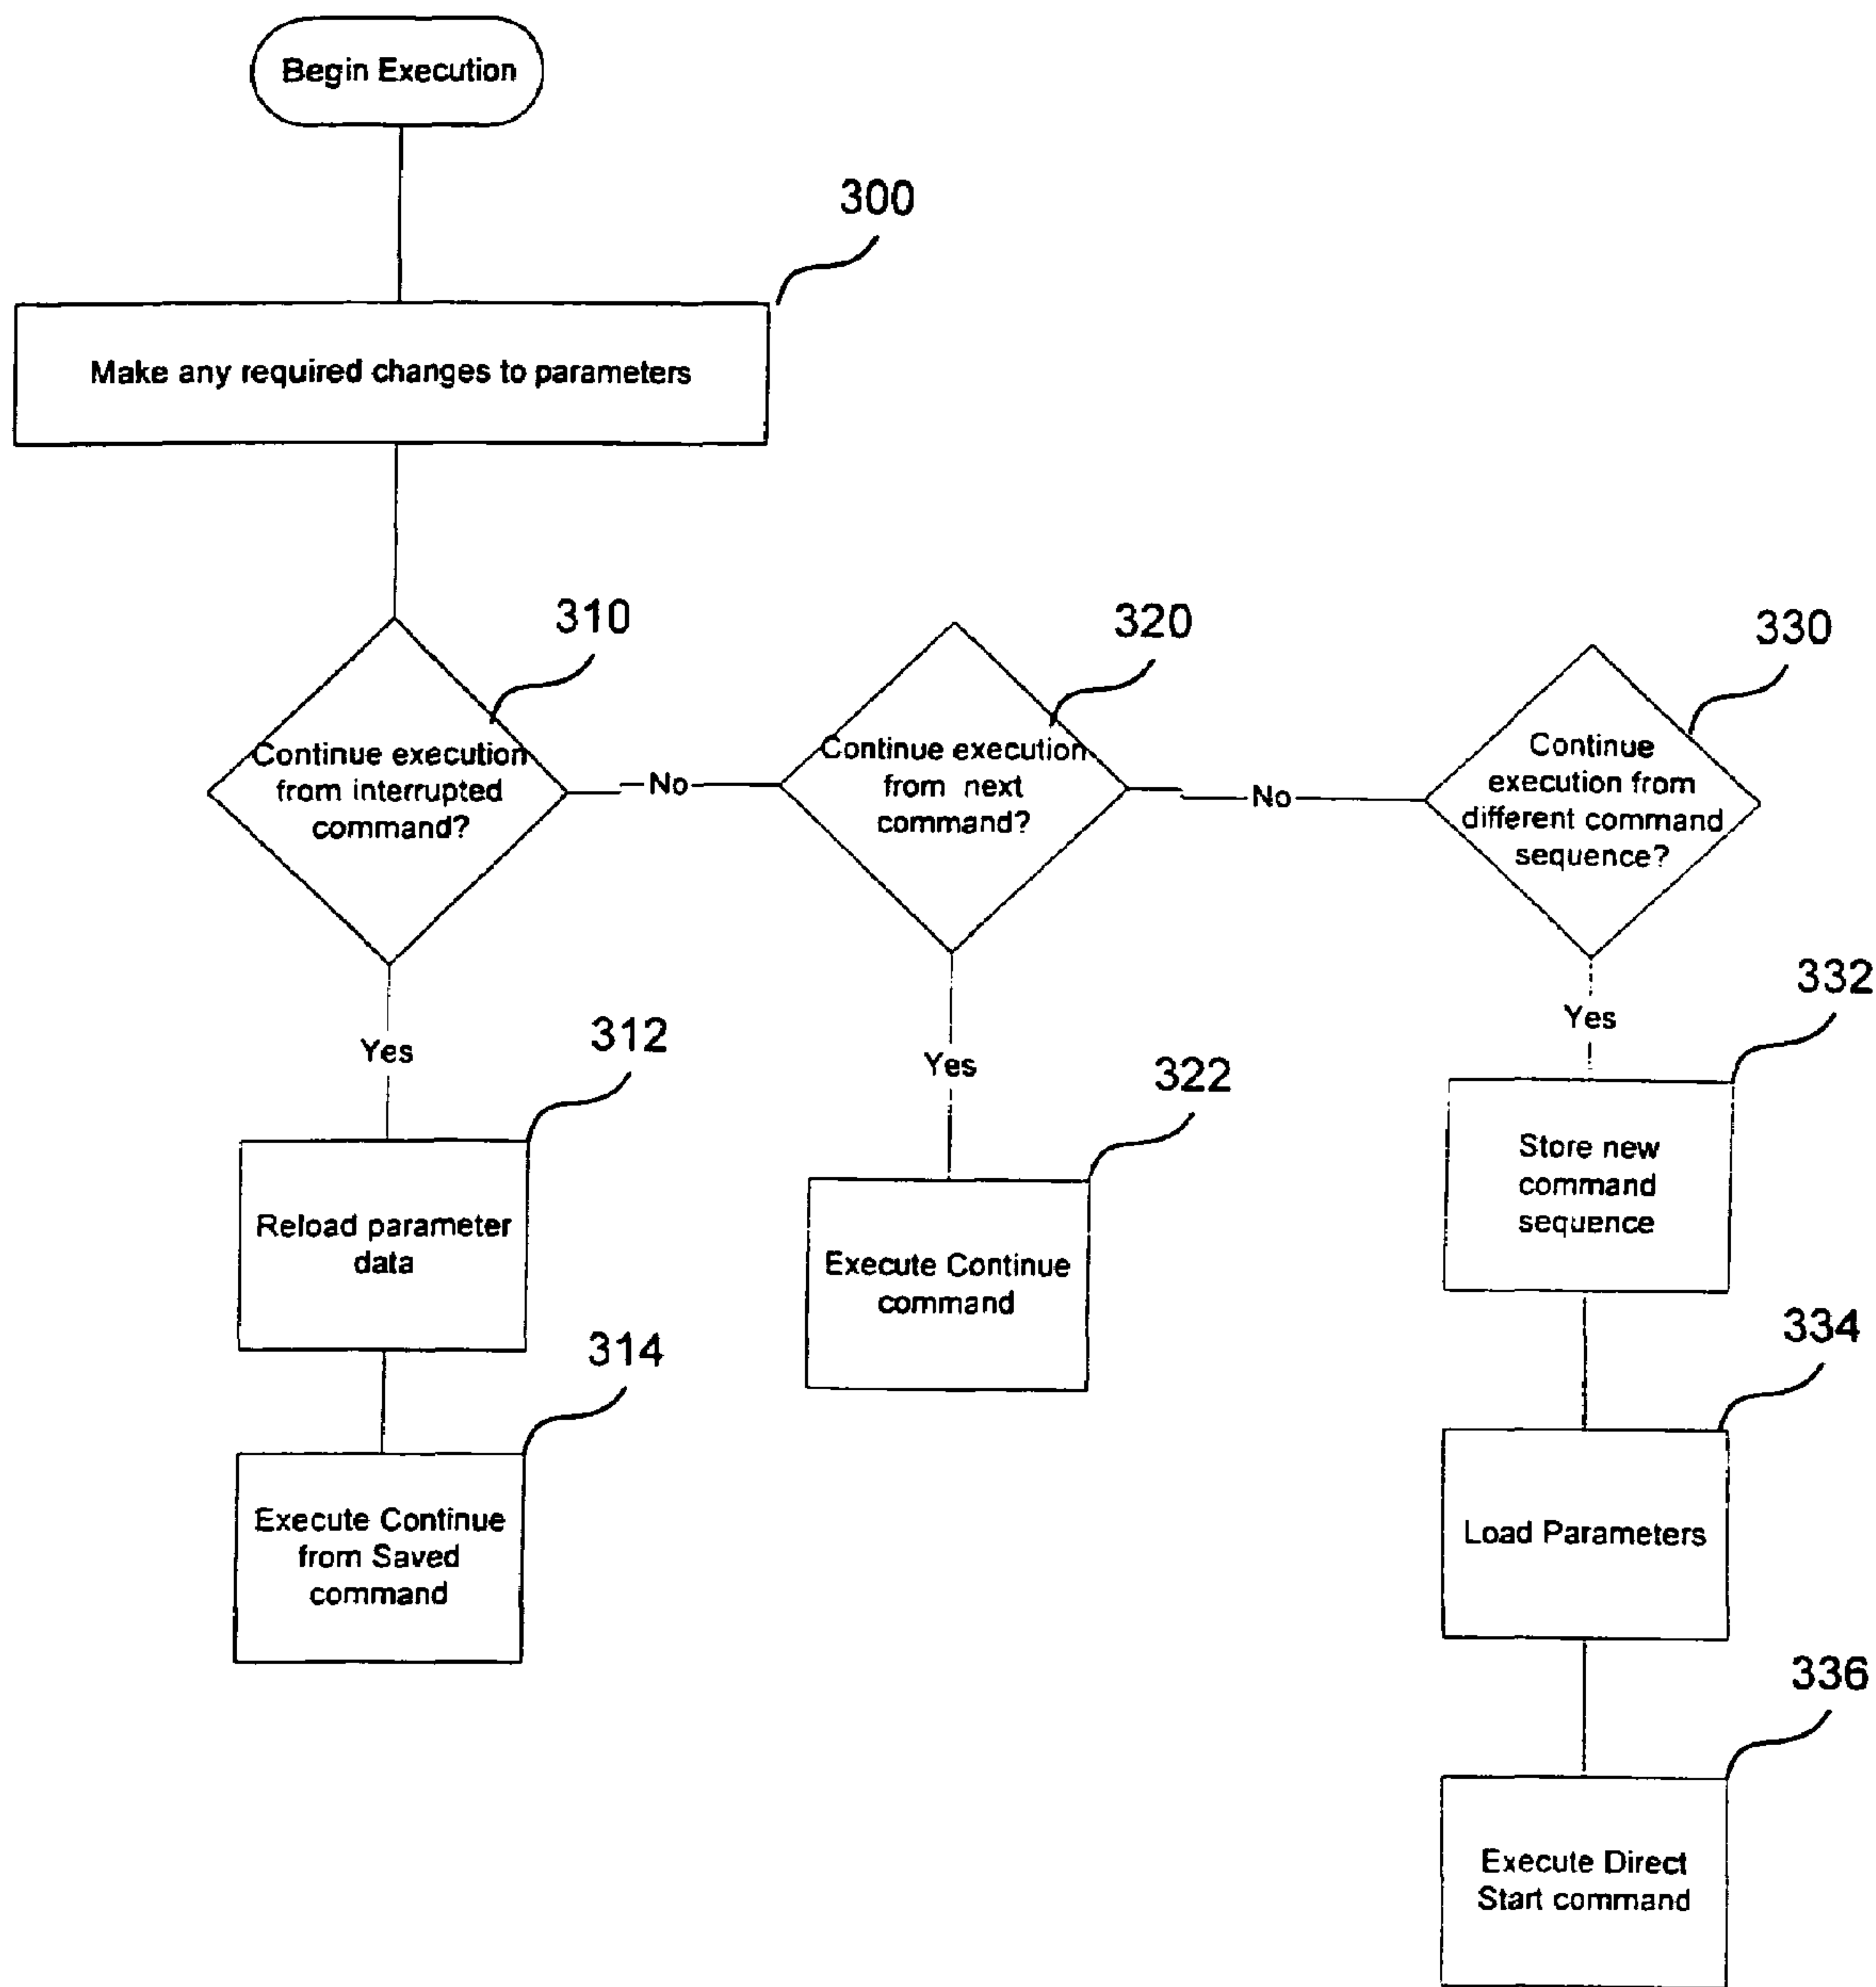 Begin Execution
300
Make any required changes to parameters
310
320
330
Continue execution
from interrupted
command?
No
Continue execution
from next
command?
No
Continue
execution from
different command
sequence?
Yes
312
Yes
322
Yes
332
Reload parameter
data
Execute Continue
command
Store new
command
sequence
314
334
Execute Continue
from Saved
command
Load Parameters
336
Execute Direct
Start command